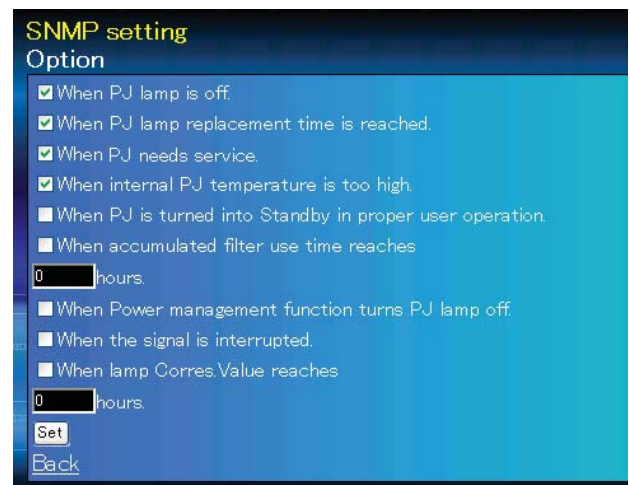 SNMP setting
Option
When PJ lamp is off.
When PJ lamp replacement time is reached.
When PJ needs service.
When internal PJ temperature is too high.
When PJ is turned into Standby in proper user operation.
When accumulated filter use time reaches
0 hours.
When Power management function turns PJ lamp off.
When the signal is interrupted.
When lamp Corres.Value reaches
0 hours.
Set
Back